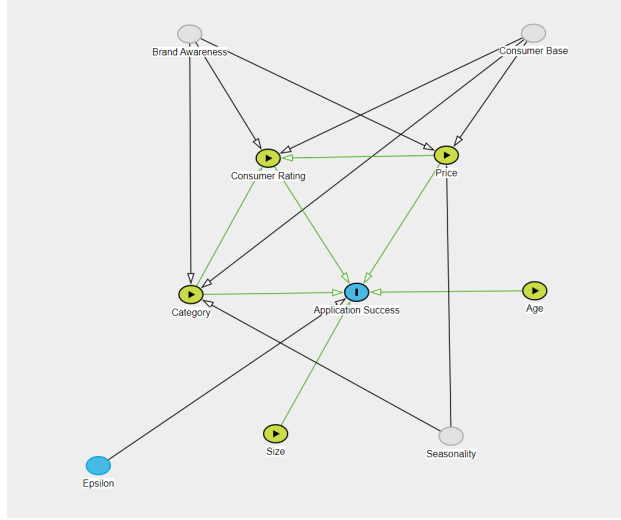 Brand Awareness
Consumer Base
Consumer Rating
Price
Category
Application Success
Age
Size
Seasonality
Epsilon